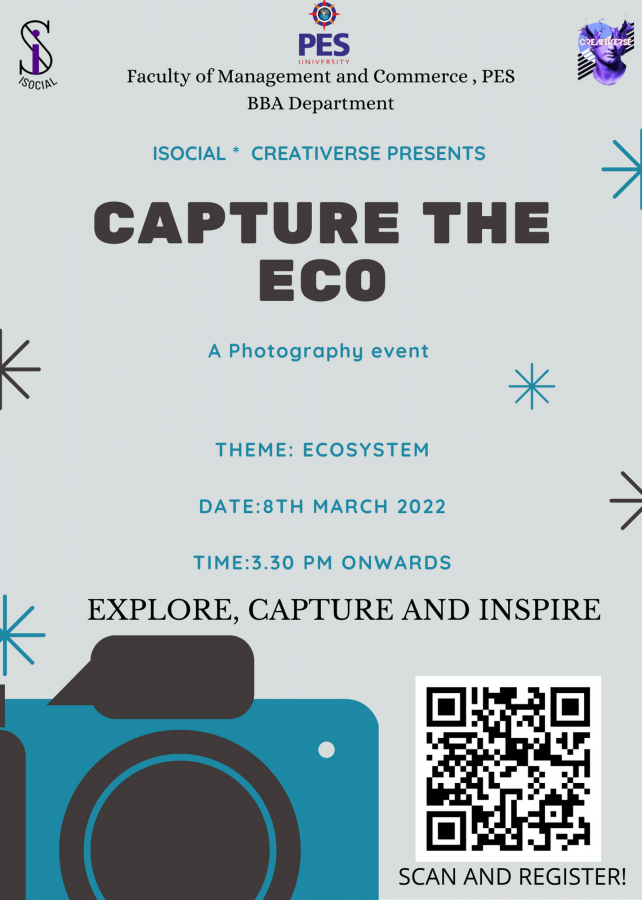 PES
UNIVERSITY
ISOCIAL
CREATIVERSE
Faculty of Management and Commerce , PES
BBA Department
ISOCIAL * CREATIVERSE PRESENTS
CAPTURE THE
ECO
A Photography event
THEME: ECOSYSTEM
DATE:8TH MARCH 2022
TIME:3.30 PM ONWARDS
EXPLORE, CAPTURE AND INSPIRE
SCAN AND REGISTER!